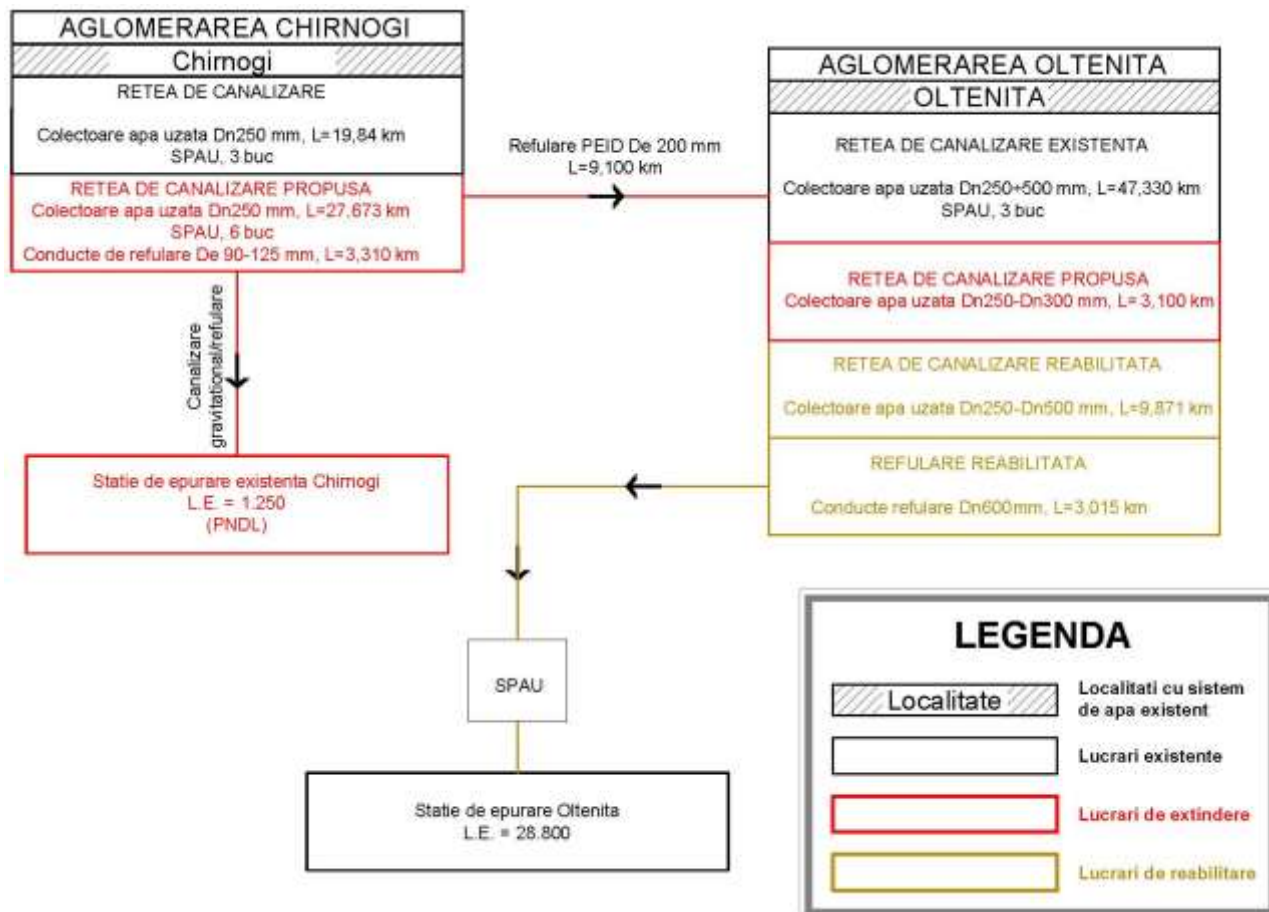 AGLOMERAREA CHIRNOGI
Chirnogi
RETEA DE CANALIZARE
Colectoare apa uzata Dn250 mm, L=19,84 km
SPAU, 3 buc
RETEA DE CANALIZARE PROPUSA
Colectoare apa uzata Dn250 mm, L=27,673 km
SPAU, 6 buc
Conducte de refulare De 90-125 mm, L=3,310 km
Refulare PEID De 200 mm
L=9,100 km
AGLOMERAREA OLTENITA
OLTENITA
RETEA DE CANALIZARE EXISTENTA
Colectoare apa uzata Dn250÷500 mm, L=47,330 km
SPAU, 3 buc
RETEA DE CANALIZARE PROPUSA
Colectoare apa uzata Dn250-Dn300 mm, L= 3,100 km
RETEA DE CANALIZARE REABILITATA
Colectoare apa uzata Dn250-Dn500 mm, L=9,871 km
REFULARE REABILITATA
Conducte refulare Dn600mm, L=3,015 km
Canalizare
gravitational/refulare
Statie de epurare existenta Chirnogi
L.E. = 1.250
(PNDL)
SPAU
Statie de epurare Oltenita
L.E. = 28.800
LEGENDA
Localitate
Localitati cu sistem
de apa existent
Lucrari existente
Lucrari de extindere
Lucrari de reabilitare